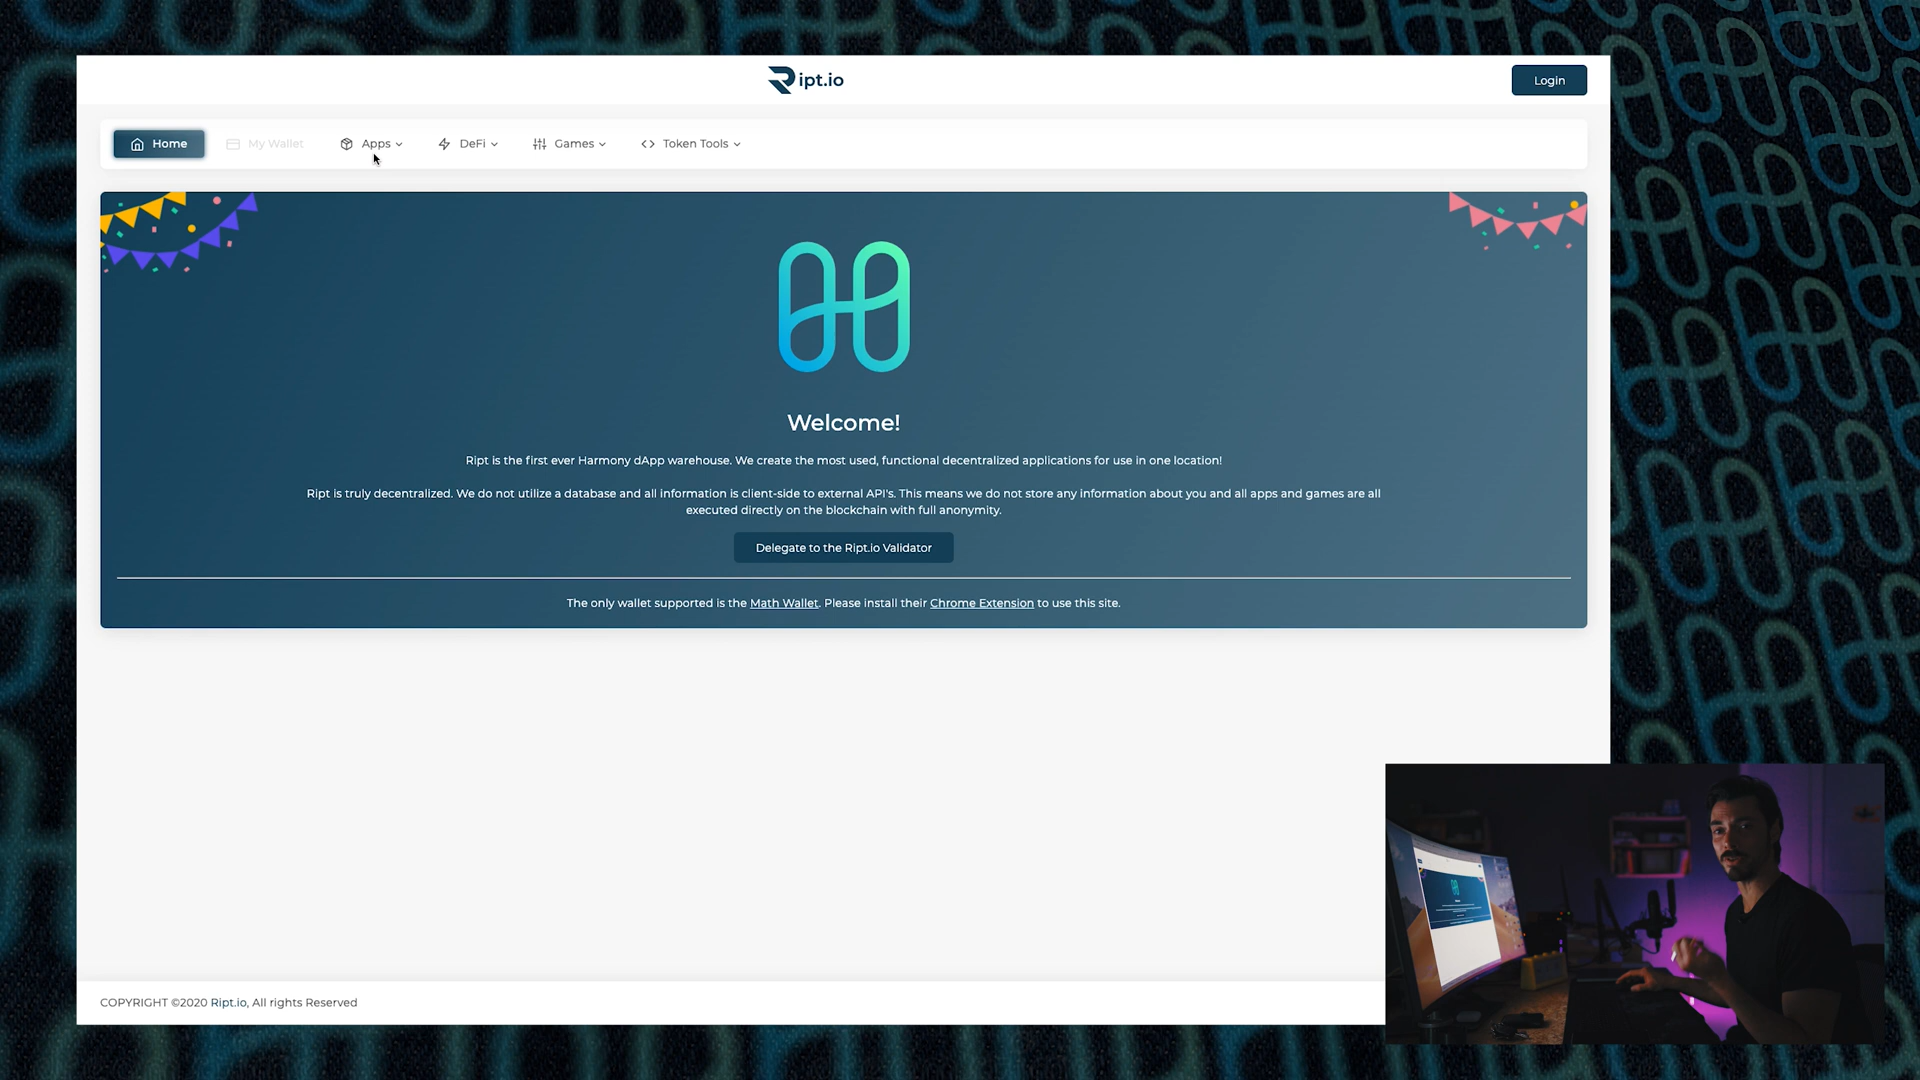 Ript.io
Login
Home
My Wallet
Apps
DeFi
Games
Token Tools
Welcome!
Ript is the first ever Harmony dApp warehouse. We create the most used, functional decentralized applications for use in one location!
Ript is truly decentralized. We do not utilize a database and all information is client-side to external API's. This means we do not store any information about you and all apps and games are all
executed directly on the blockchain with full anonymity.
Delegate to the Ript.io Validator
The only wallet supported is the Math Wallet. Please install their Chrome Extension to use this site.
COPYRIGHT ©2020 Ript.io, All rights Reserved